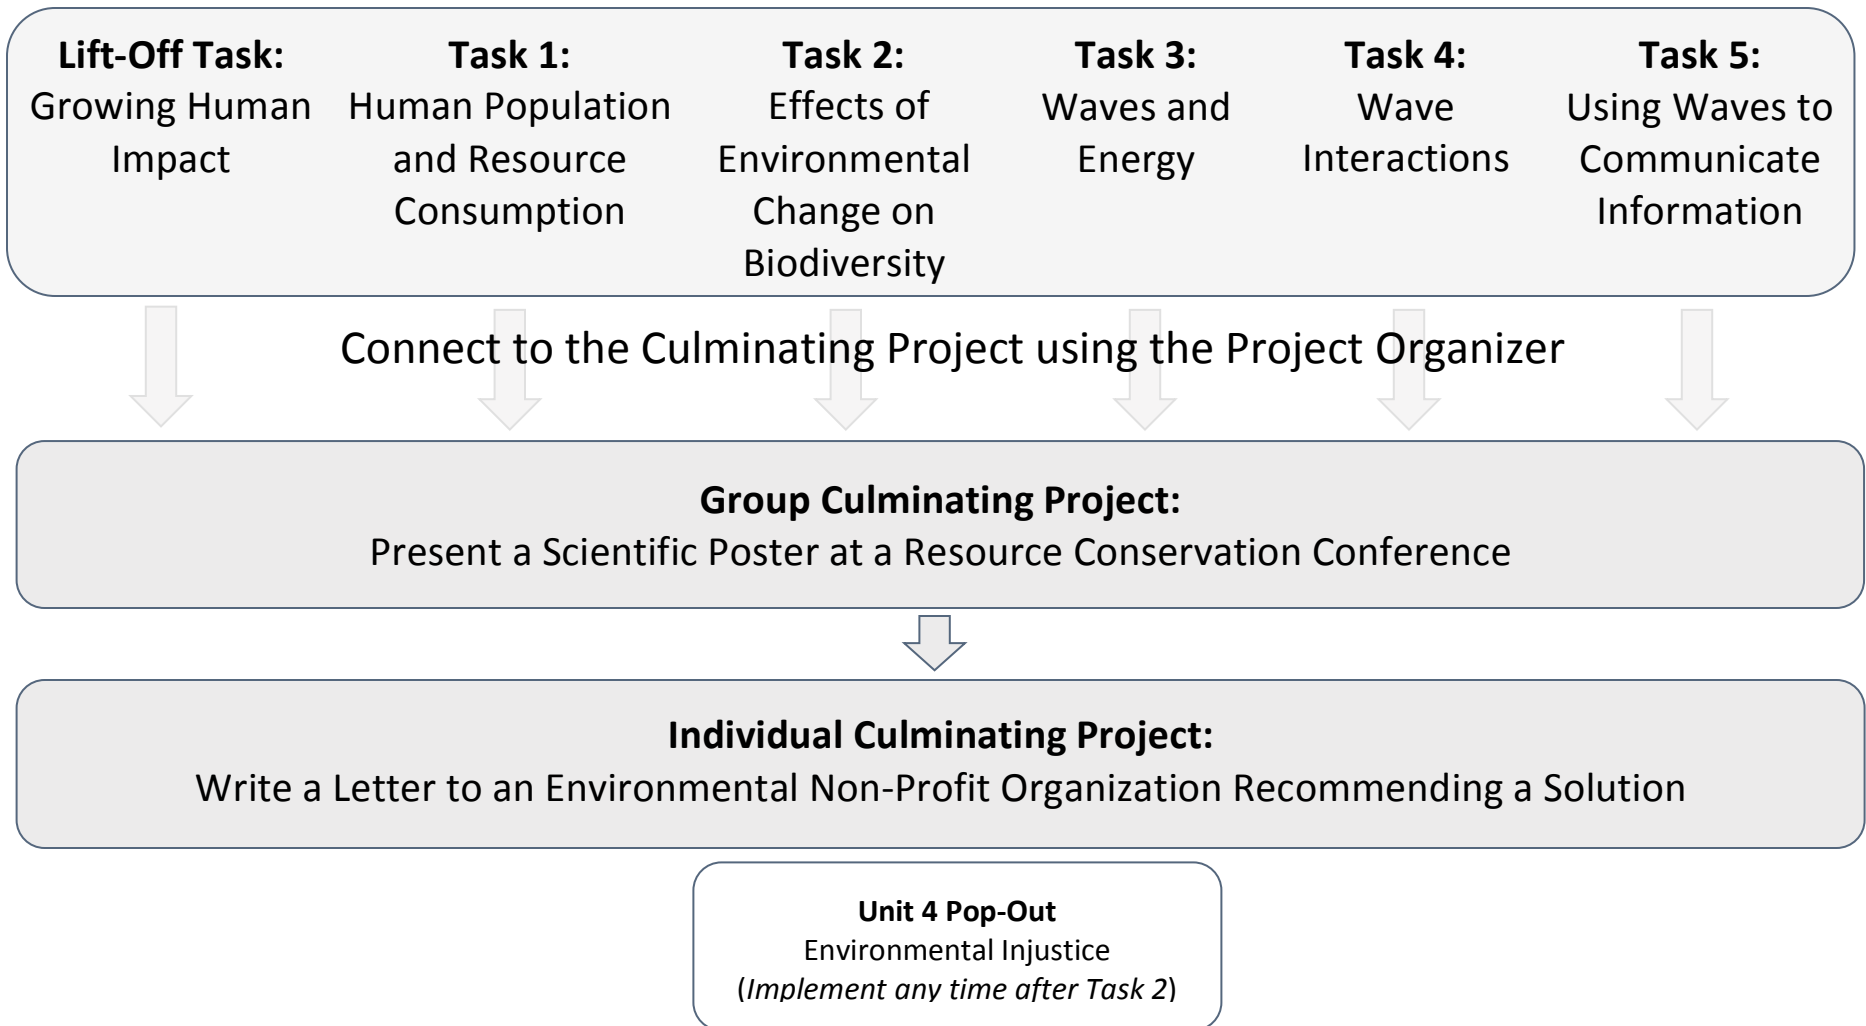 Lift-Off Task:
Growing Human
Impact
Task 1:
Human Population
and Resource
Consumption
Task 2:
Effects of
Environmental
Change on
Biodiversity
Task 3:
Waves and
Energy
Task 4:
Wave
Interactions
Task 5:
Using Waves to
Communicate
Information
Connect to the Culminating Project using the Project Organizer
Group Culminating Project:
Present a Scientific Poster at a Resource Conservation Conference
Individual Culminating Project:
Write a Letter to an Environmental Non-Profit Organization Recommending a Solution
Unit 4 Pop-Out
Environmental Injustice
(Implement any time after Task 2)